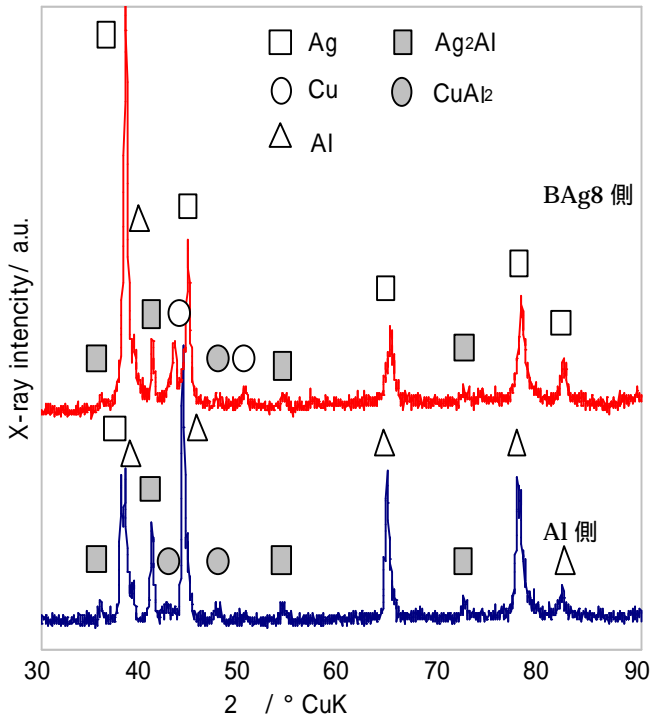 Ag
Ag2Al
Cu
CuAl2
Al
BAg8 側
X-ray intencity/ a.u.
Al 側
30 40 50 60 70 80 90
2 / ° CuK